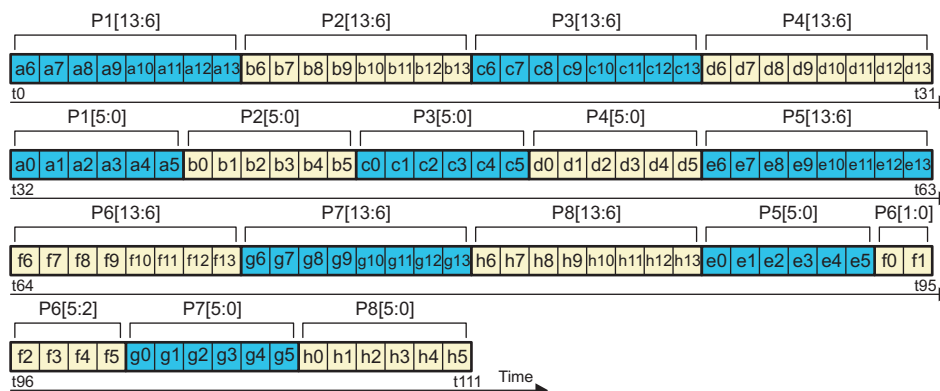 P1[13:6] P2[13:6] P3[13:6] P4[13:6]
a6 a7 a8 a9 a10 a11 a12 a13 b6 b7 b8 b9 b10 b11 b12 b13 c6 c7 c8 c9 c10 c11 c12 c13 d6 d7 d8 d9 d10 d11 d12 d13
t0 t31
P1[5:0] P2[5:0] P3[5:0] P4[5:0] P5[13:6]
a0 a1 a2 a3 a4 a5 b0 b1 b2 b3 b4 b5 c0 c1 c2 c3 c4 c5 d0 d1 d2 d3 d4 d5 e6 e7 e8 e9 e10 e11 e12 e13
t32 t63
P6[13:6] P7[13:6] P8[13:6] P5[5:0] P6[1:0]
f6 f7 f8 f9 f10 f11 f12 f13 g6 g7 g8 g9 g10 g11 g12 g13 h6 h7 h8 h9 h10 h11 h12 h13 e0 e1 e2 e3 e4 e5 f0 f1
t64 t95
P6[5:2] P7[5:0] P8[5:0]
f2 f3 f4 f5 g0 g1 g2 g3 g4 g5 h0 h1 h2 h3 h4 h5
t96 t111 Time